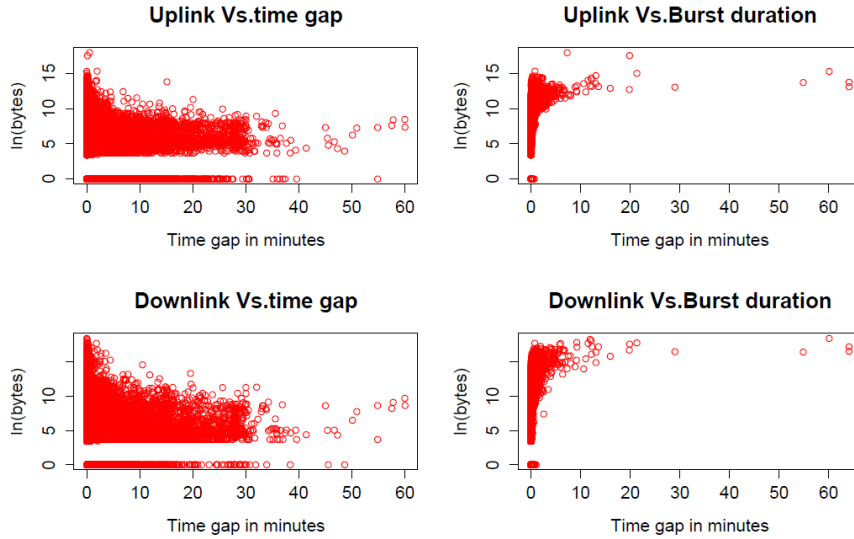 Uplink Vs.time gap
ln(bytes)
0 5 10 15
0 10 20 30 40 50 60
Time gap in minutes
Uplink Vs.Burst duration
ln(bytes)
0 5 10 15
0 10 20 30 40 50 60
Time gap in minutes
Downlink Vs.time gap
ln(bytes)
0 5 10
0 10 20 30 40 50 60
Time gap in minutes
Downlink Vs.Burst duration
ln(bytes)
0 5 10
0 10 20 30 40 50 60
Time gap in minutes